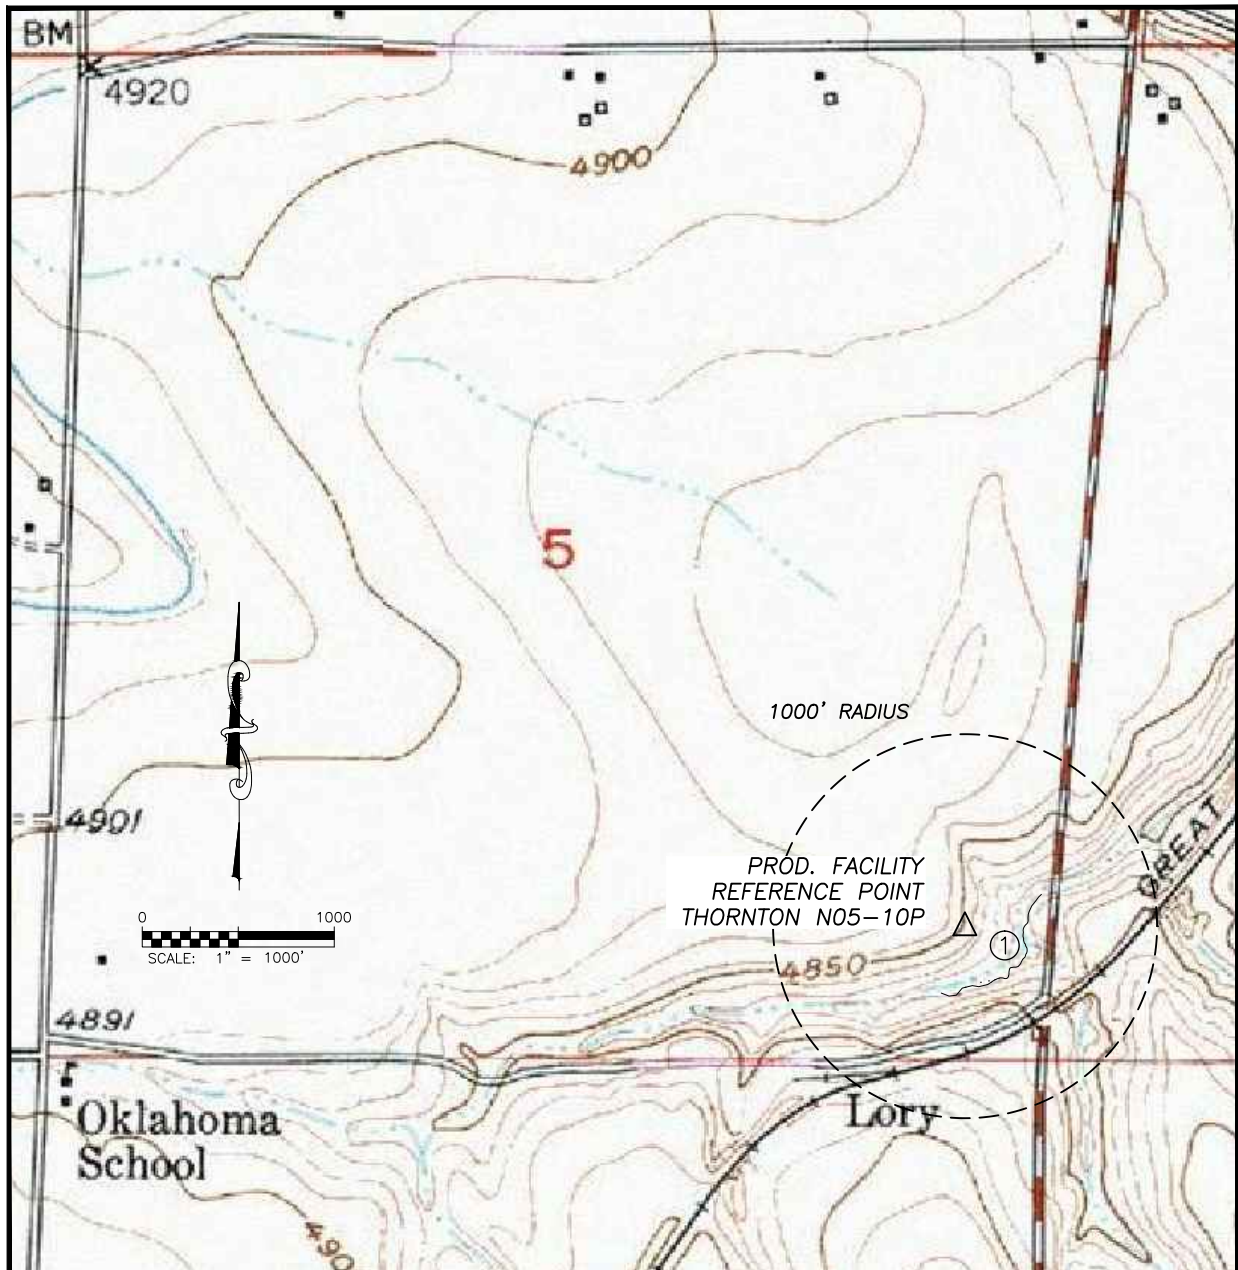 BM
4920
4900
5
1000' RADIUS
4901
PROD. FACILITY
REFERENCE POINT
THORNTON N05-10P
GREAT
1
0 1000
SCALE: 1" = 1000'
4850
4891
Oklahoma
School
Lory
490